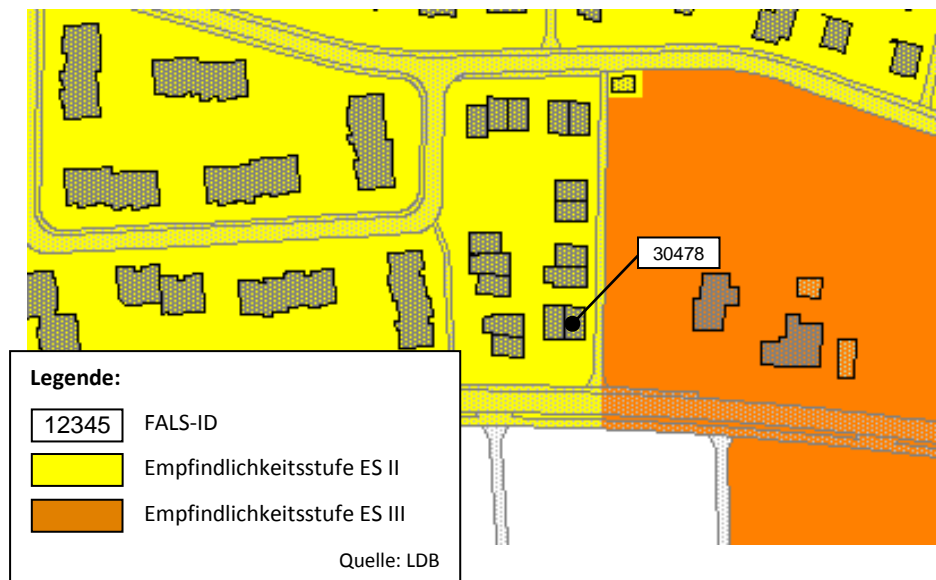 30478
Legende:
12345 FALS-ID
Empfindlichkeitsstufe ES II
Empfindlichkeitsstufe ES III
Quelle: LDB